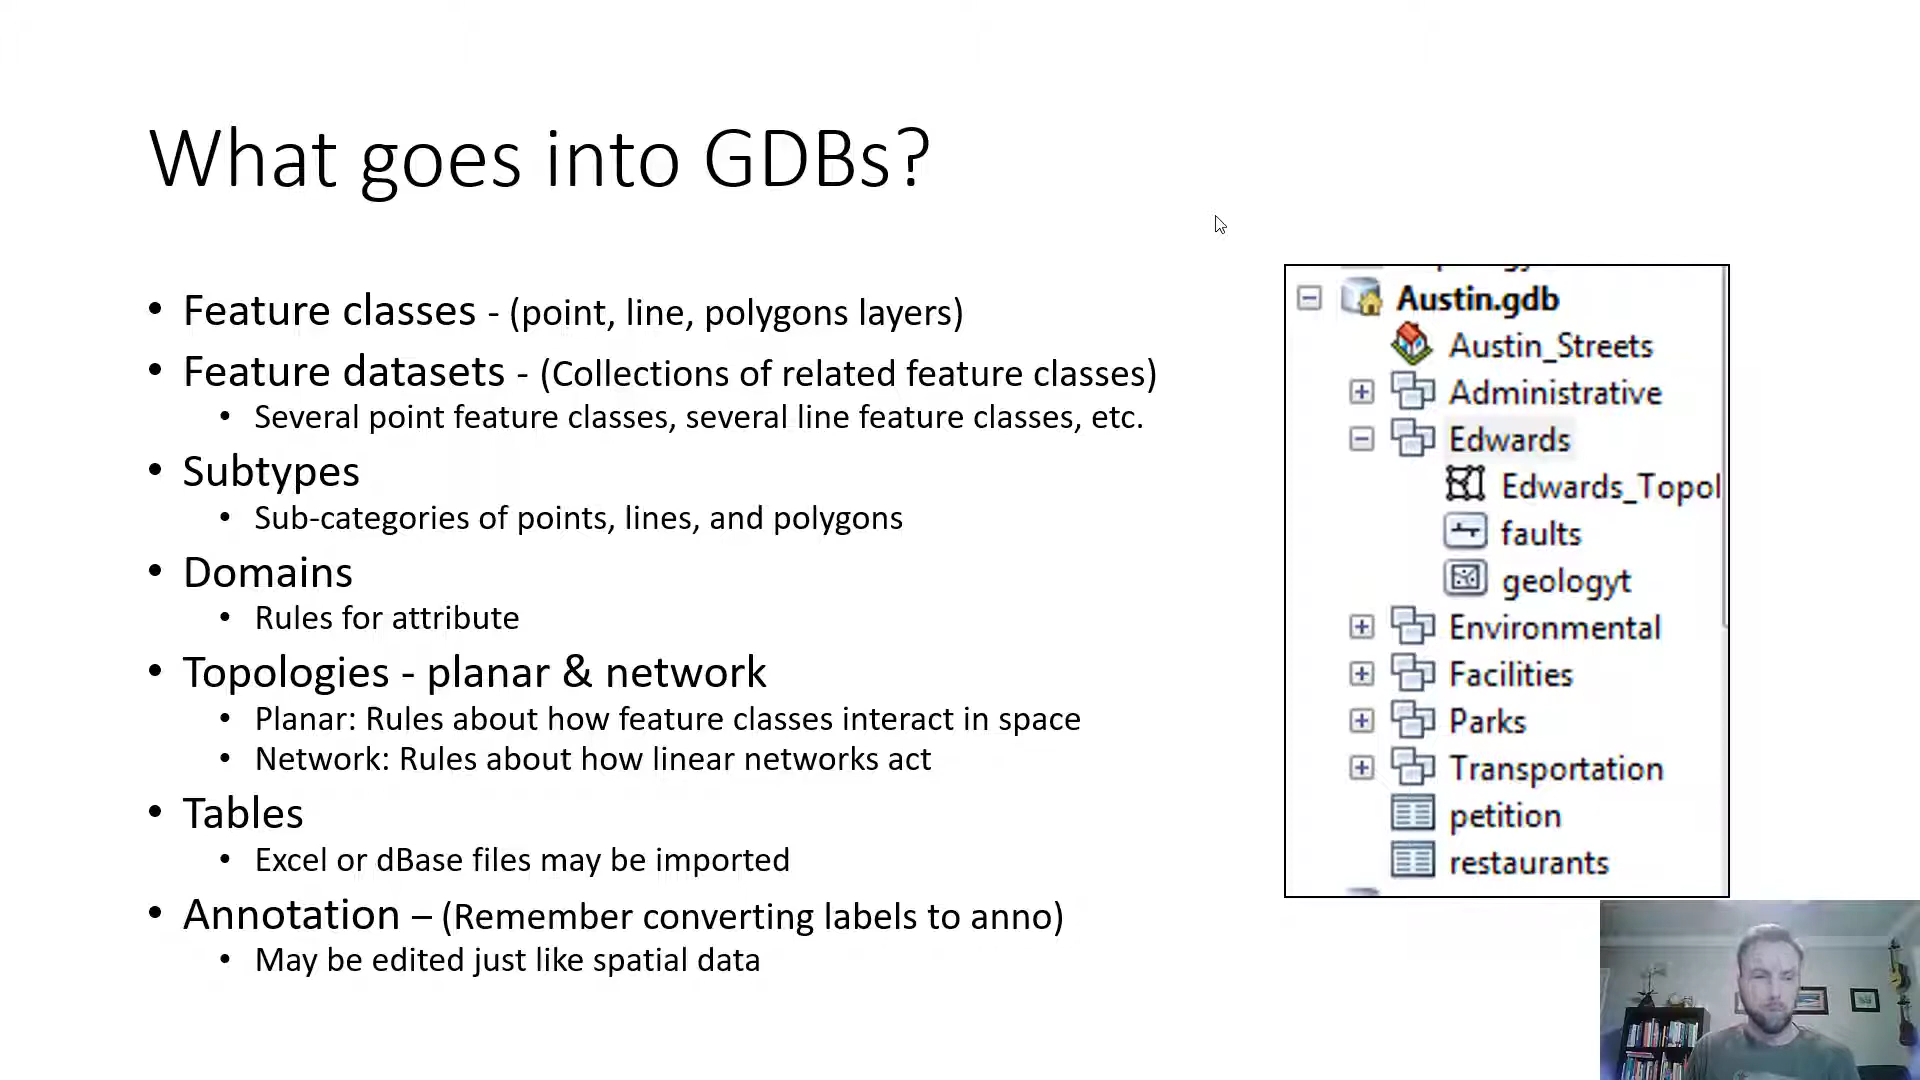 What goes into GDBs?
• Feature classes - (point, line, polygons layers)
• Feature datasets - (Collections of related feature classes)
• Several point feature classes, several line feature classes, etc.
• Subtypes
• Sub-categories of points, lines, and polygons
• Domains
• Rules for attribute
• Topologies - planar & network
• Planar: Rules about how feature classes interact in space
• Network: Rules about how linear networks act
• Tables
• Excel or dBase files may be imported
• Annotation – (Remember converting labels to anno)
• May be edited just like spatial data
Austin.gdb
Austin_Streets
Administrative
Edwards
Edwards_Topol
faults
geologyt
Environmental
Facilities
Parks
Transportation
petition
restaurants